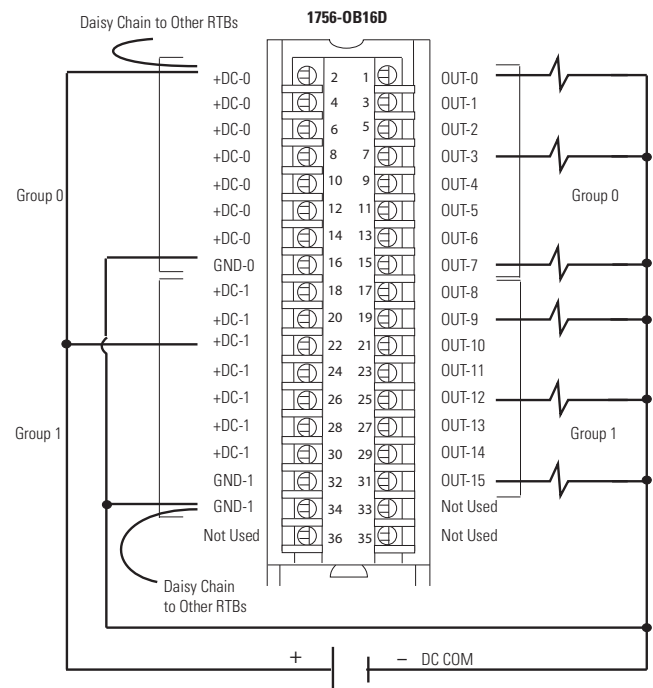 1756-OB16D
Daisy Chain to Other RTBs
+DC-0 2 1 OUT-0
+DC-0 4 3 OUT-1
+DC-0 6 5 OUT-2
+DC-0 8 7 OUT-3
+DC-0 10 9 OUT-4
Group 0 Group 0
+DC-0 12 11 OUT-5
+DC-0 14 13 OUT-6
GND-0 16 15 OUT-7
+DC-1 18 17 OUT-8
+DC-1 20 19 OUT-9
+DC-1 22 21 OUT-10
+DC-1 24 23 OUT-11
+DC-1 26 25 OUT-12
+DC-1 28 27 OUT-13
Group 1 Group 1
+DC-1 30 29 OUT-14
GND-1 32 31 OUT-15
GND-1 34 33 Not Used
Not Used 36 35 Not Used
Daisy Chain
to Other RTBs
+ – DC COM